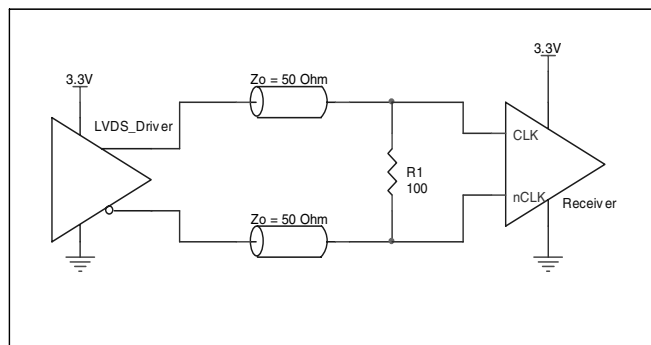 3.3V
3.3V
Zo = 50 Ohm
LVDS_Driver
CLK
R1
100
nCLK
Receiver
Zo = 50 Ohm